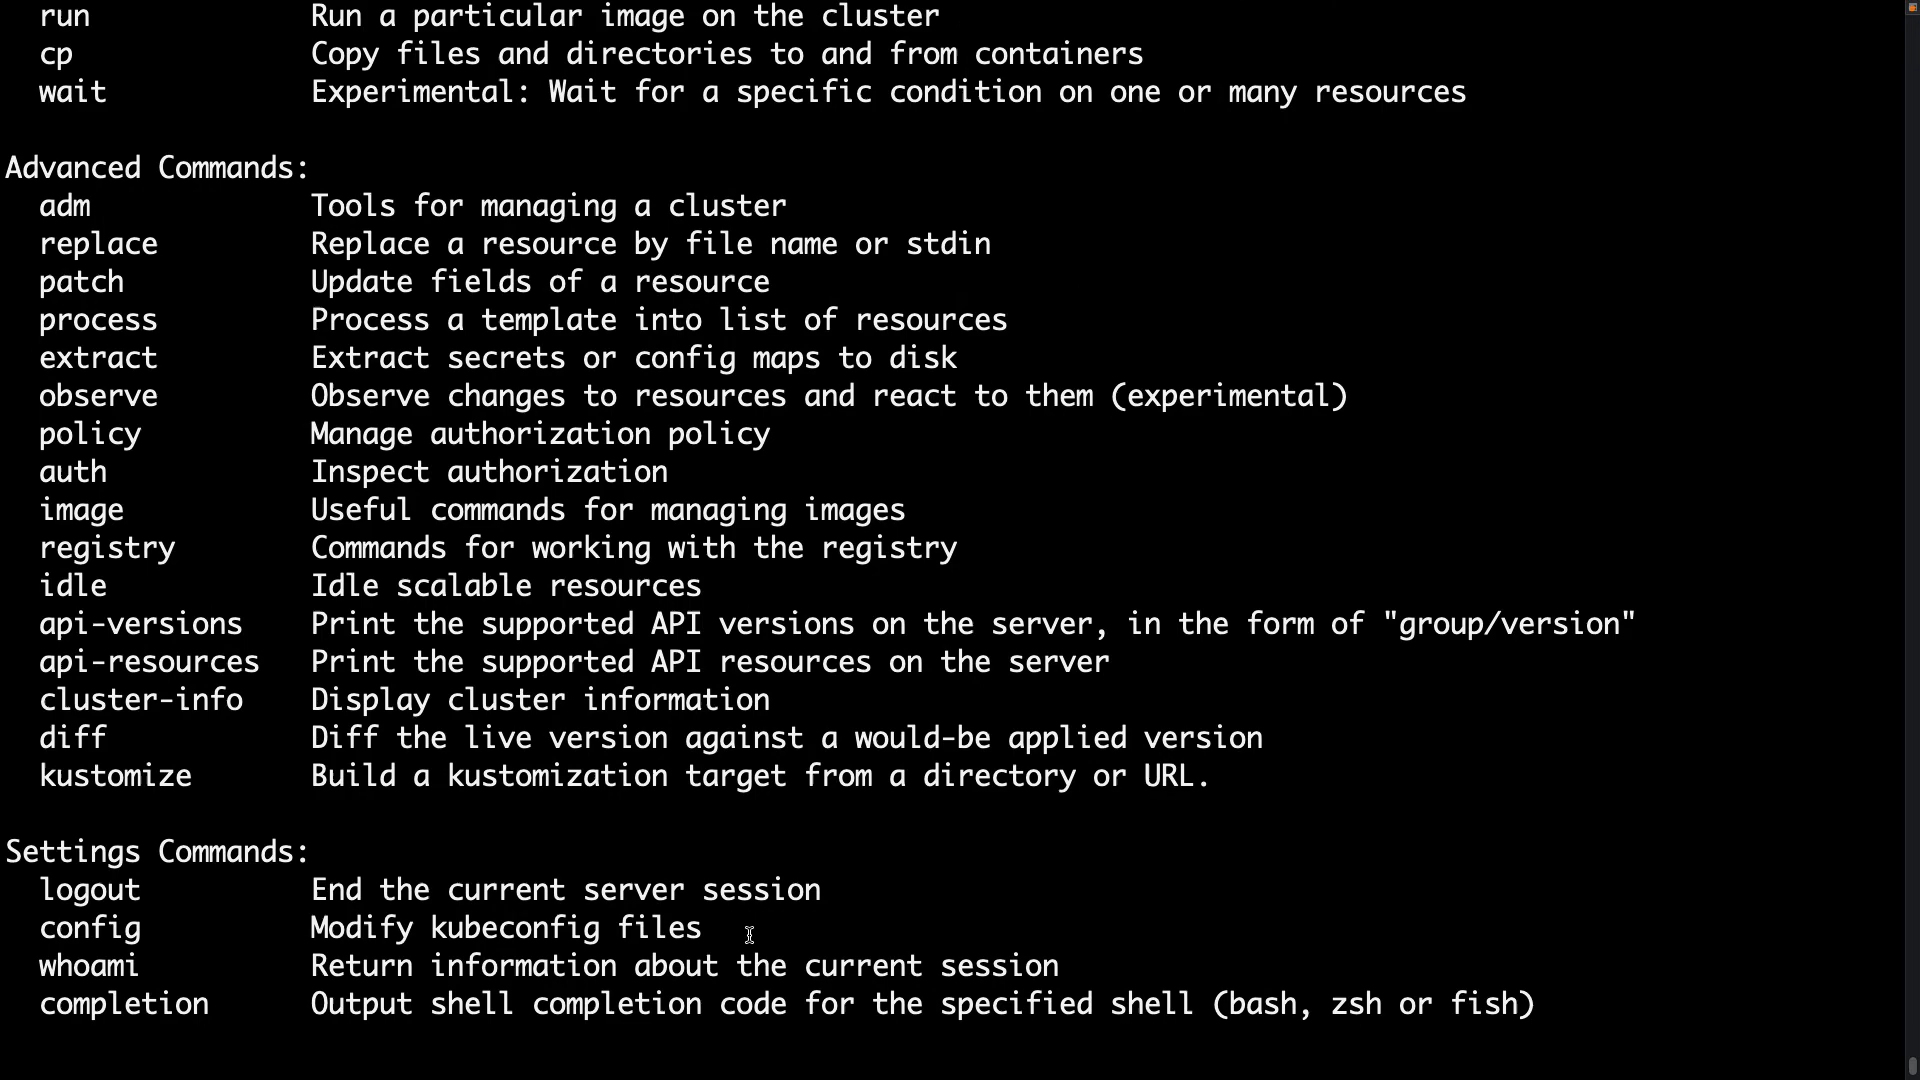 run Run a particular image on the cluster
cp Copy files and directories to and from containers
wait Experimental: Wait for a specific condition on one or many resources
Advanced Commands:
adm Tools for managing a cluster
replace Replace a resource by file name or stdin
patch Update fields of a resource
process Process a template into list of resources
extract Extract secrets or config maps to disk
observe Observe changes to resources and react to them (experimental)
policy Manage authorization policy
auth Inspect authorization
image Useful commands for managing images
registry Commands for working with the registry
idle Idle scalable resources
api-versions Print the supported API versions on the server, in the form of "group/version"
api-resources Print the supported API resources on the server
cluster-info Display cluster information
diff Diff the live version against a would-be applied version
kustomize Build a kustomization target from a directory or URL.
Settings Commands:
logout End the current server session
config Modify kubeconfig files
whoami Return information about the current session
completion Output shell completion code for the specified shell (bash, zsh or fish)